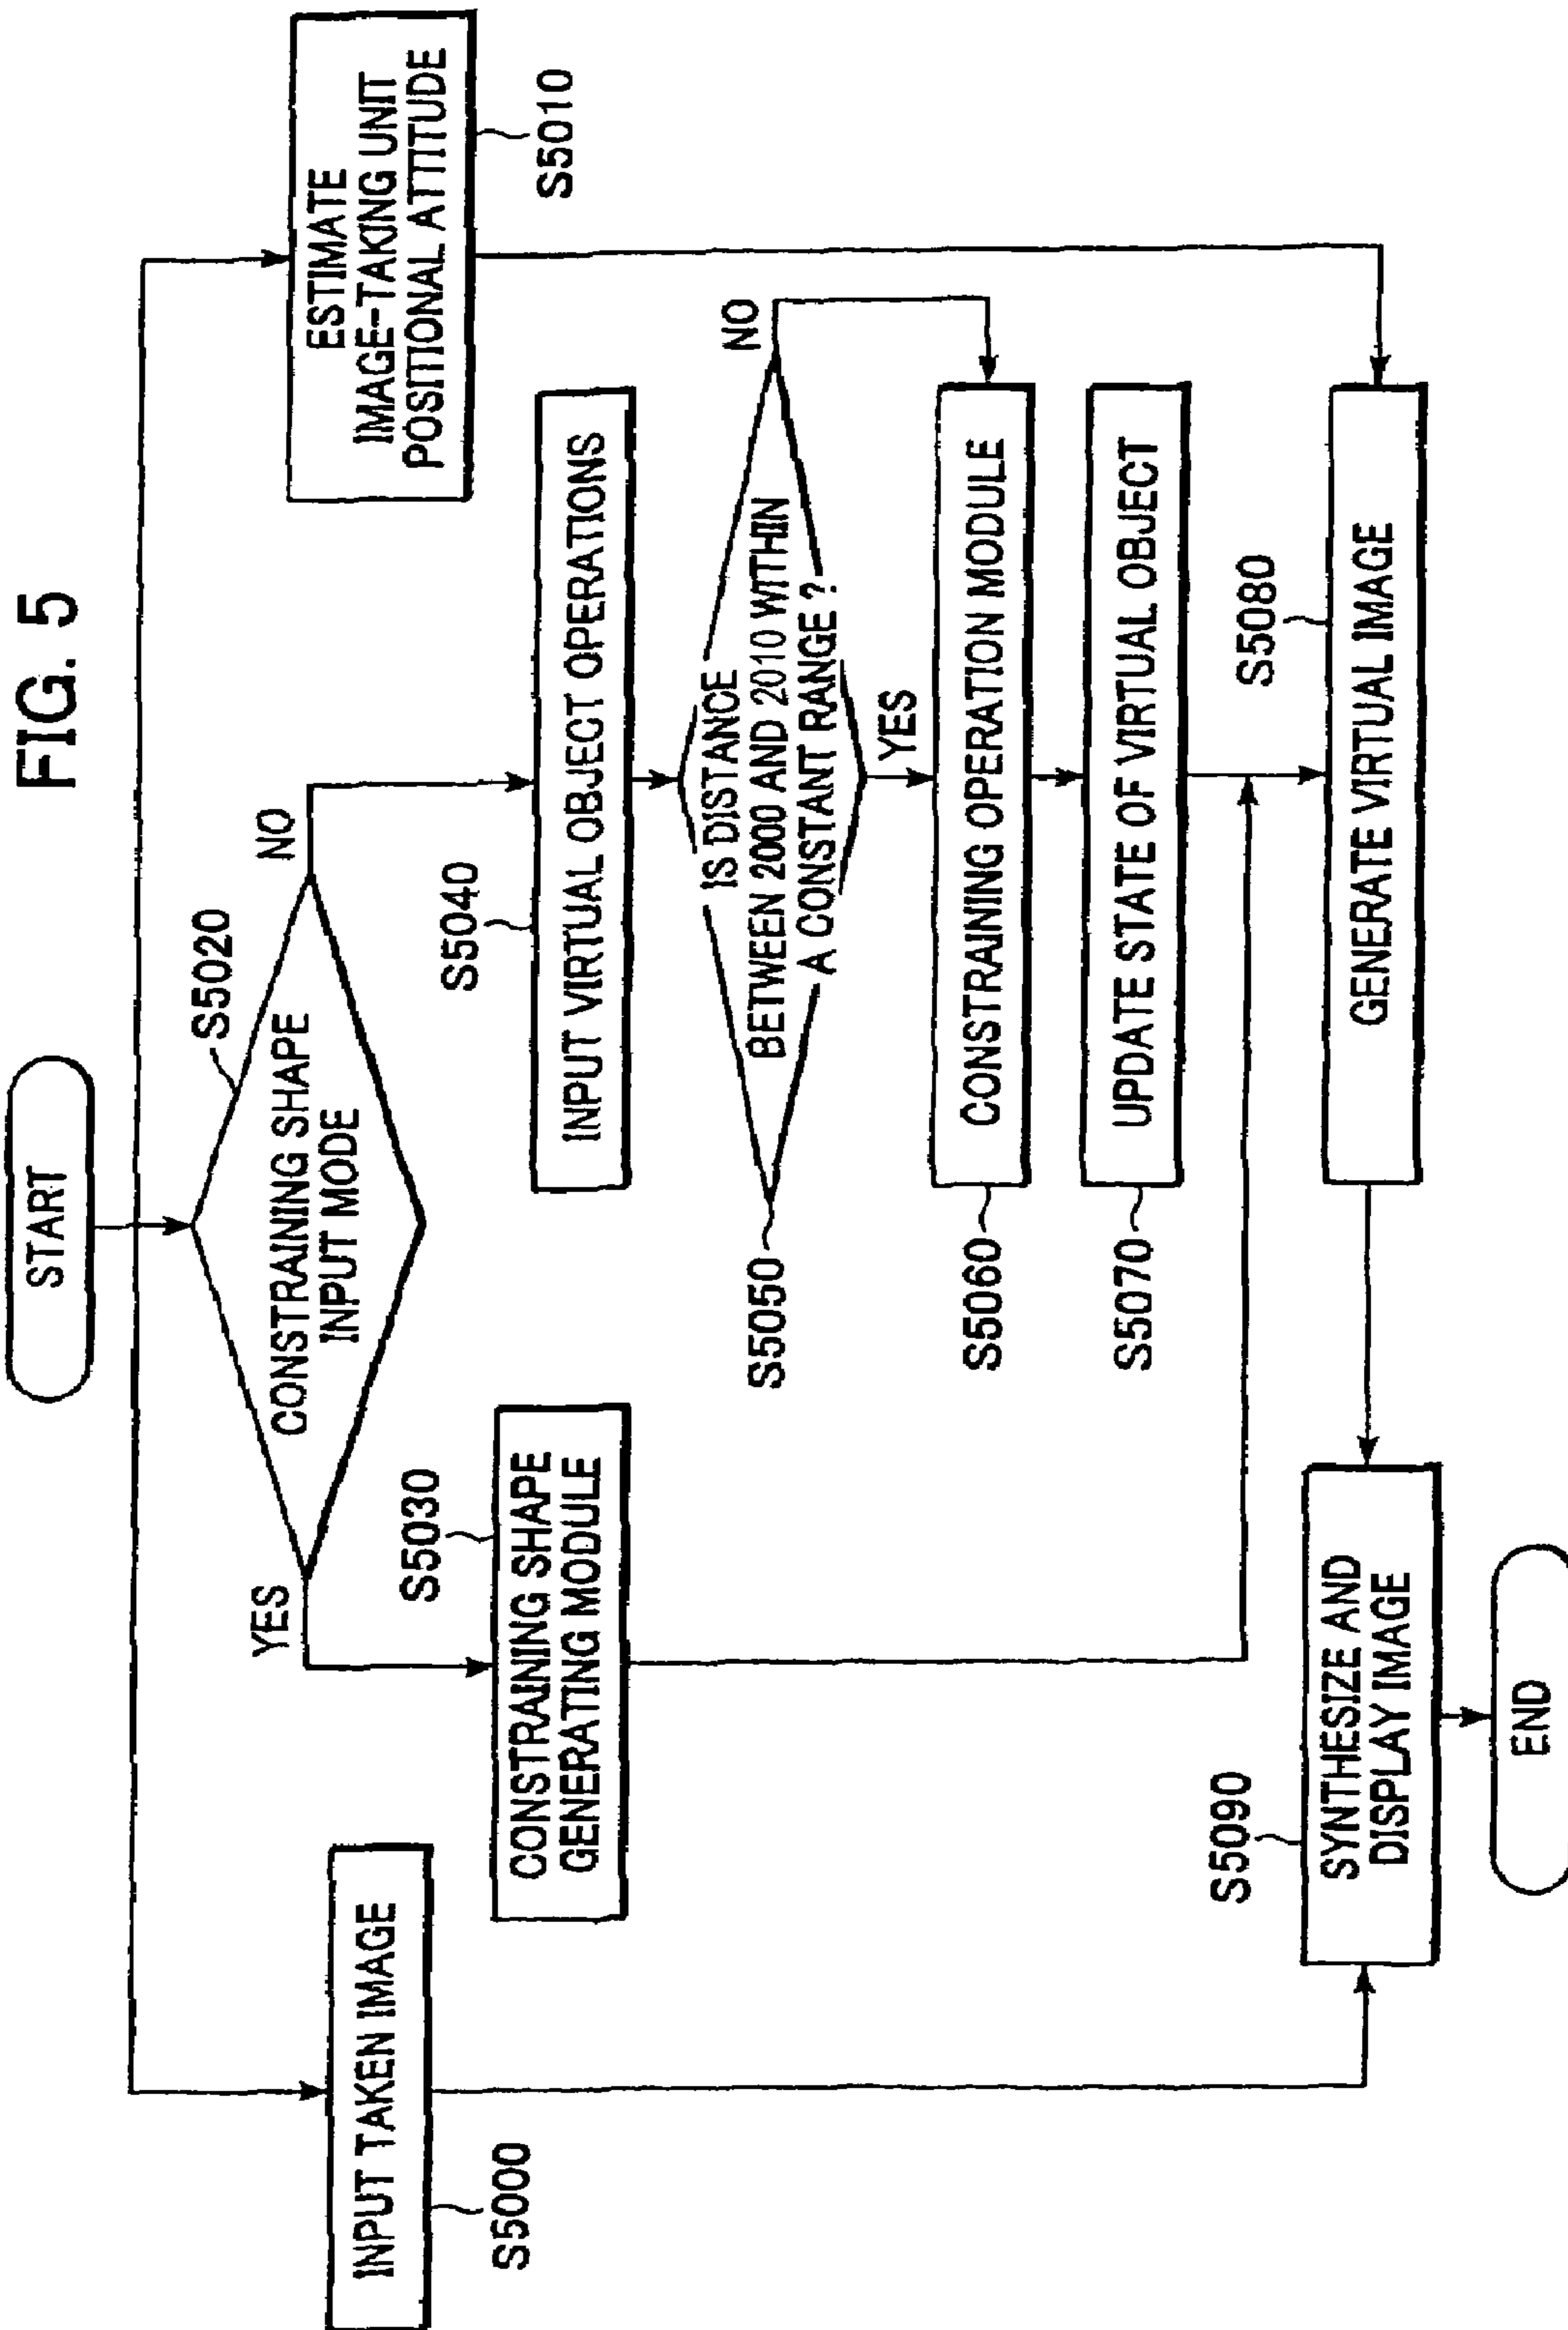 FIG. 5
START
CONSTRAINING SHAPE
INPUT MODE
S5020
YES
NO
INPUT TAKEN IMAGE
S5000
ESTIMATE
IMAGE-TAKING UNIT
POSITIONAL ATTITUDE
S5010
S5030
CONSTRAINING SHAPE
GENERATING MODULE
S5040
INPUT VIRTUAL OBJECT OPERATIONS
IS DISTANCE
BETWEEN 2000 AND 2010 WITHIN
A CONSTANT RANGE ?
S5050
NO
YES
CONSTRAINING OPERATION MODULE
S5060
UPDATE STATE OF VIRTUAL OBJECT
S5070
S5080
GENERATE VIRTUAL IMAGE
S5090
SYNTHESIZE AND
DISPLAY IMAGE
END